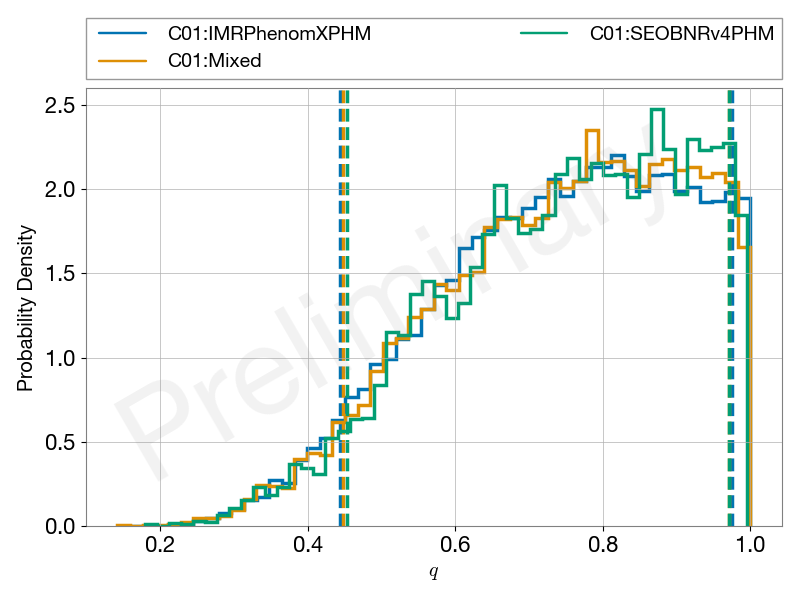 C01:IMRPhenomXPHM
C01:Mixed
C01:SEOBNRv4PHM
2.5
2.0
1.5
1.0
0.5
0.0
Probability Density
Preliminary
0.2 0.4 0.6 0.8 1.0
q